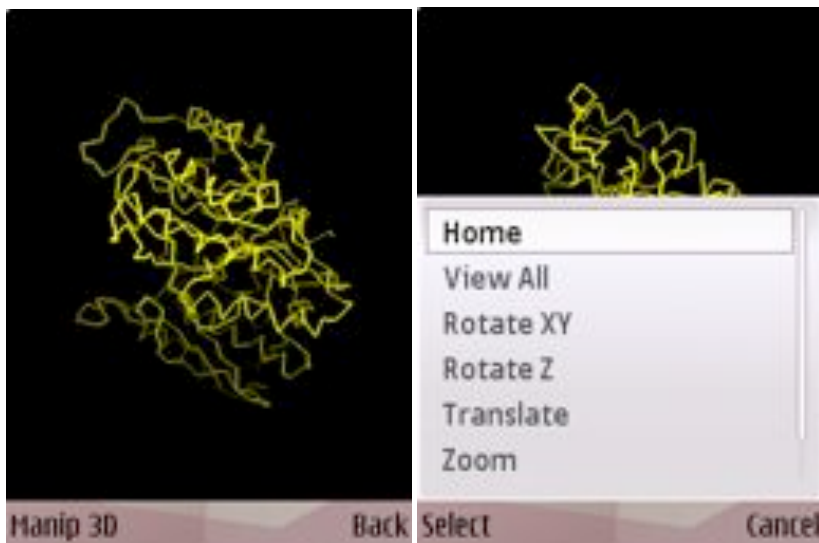 Manip 3D Back
Home
View All
Rotate XY
Rotate Z
Translate
Zoom
Select Cancel